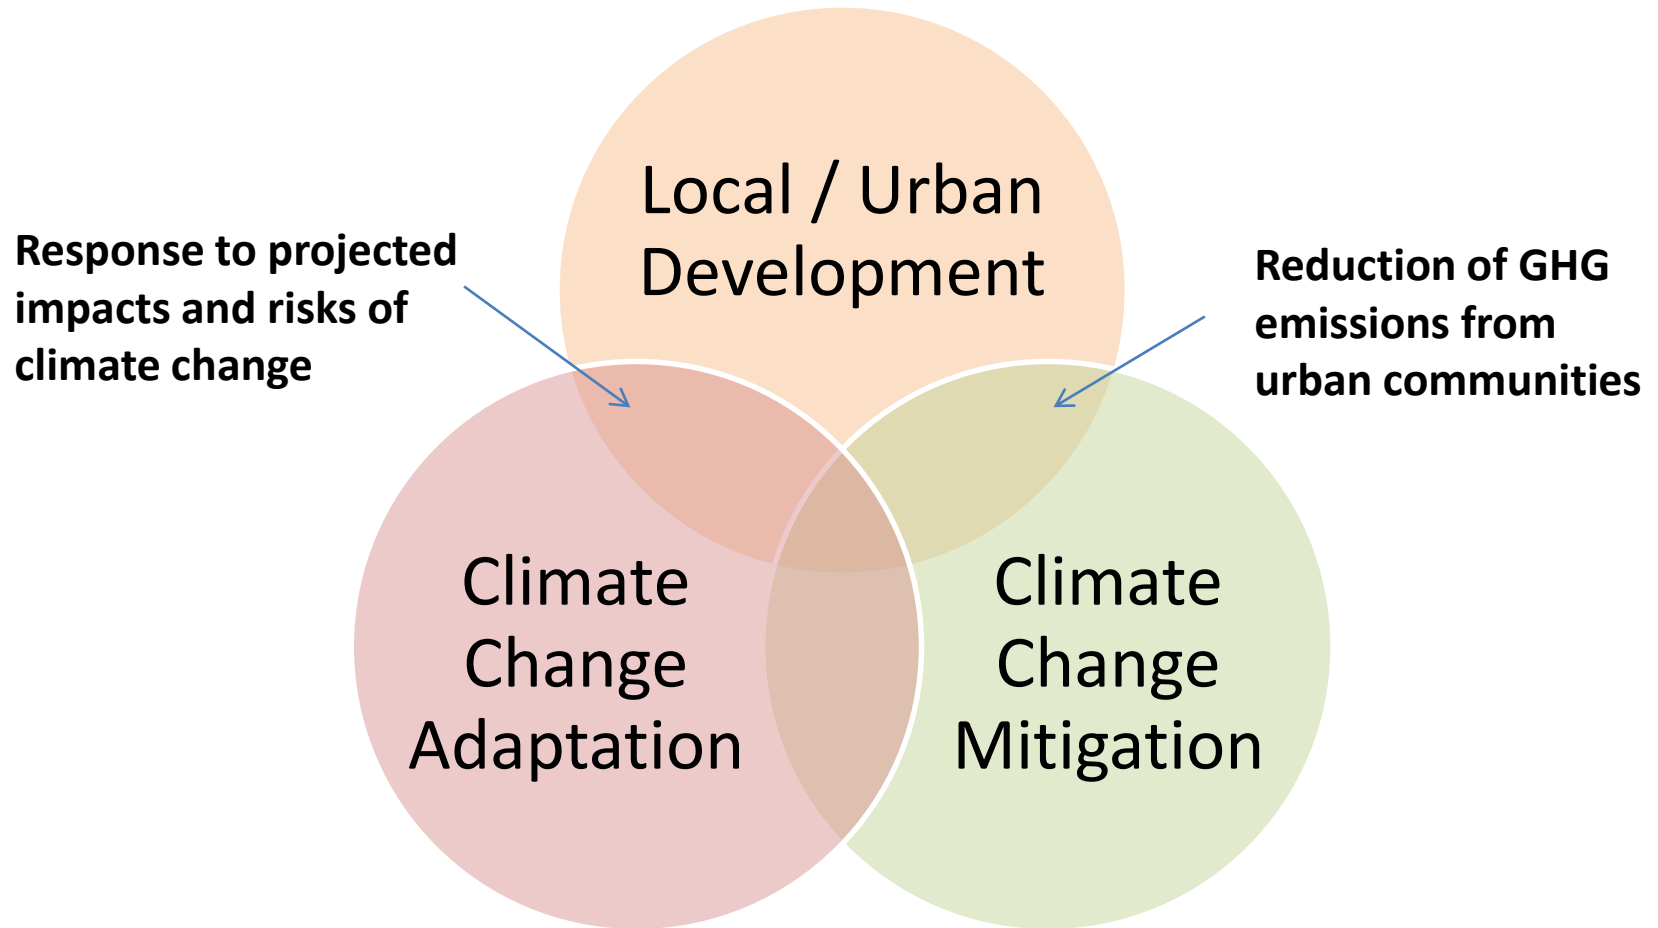 Local / Urban
Development
Response to projected
impacts and risks of
climate change
Reduction of GHG
emissions from
urban communities
Climate
Change
Adaptation
Climate
Change
Mitigation